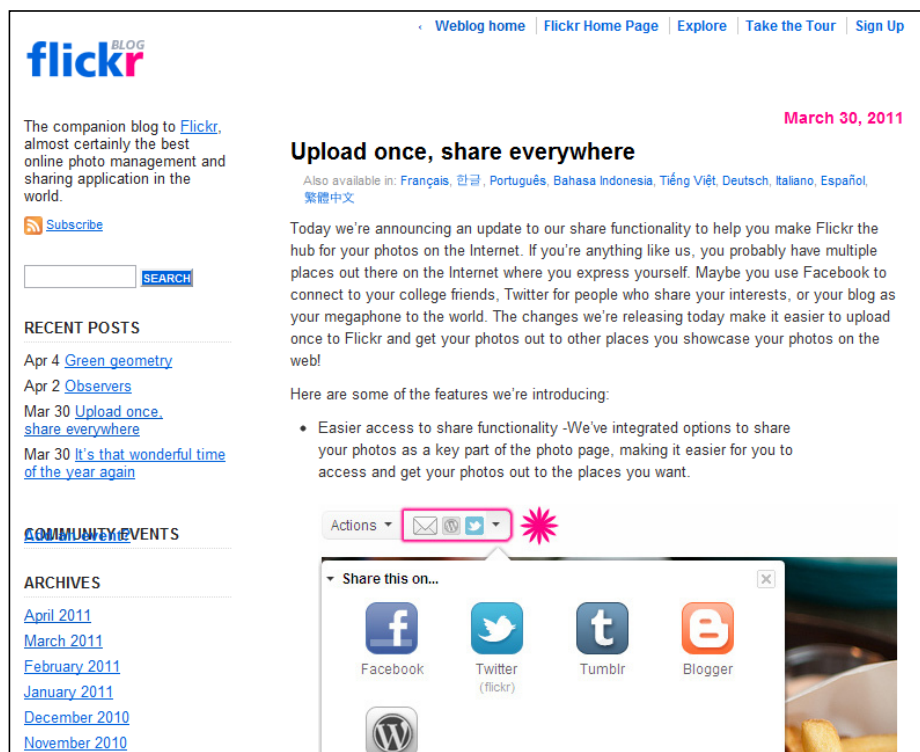 ‹ Weblog home Flickr Home Page Explore Take the Tour Sign Up
flickr BLOG
The companion blog to Flickr,
almost certainly the best
online photo management and
sharing application in the
world.
Subscribe
SEARCH
RECENT POSTS
Apr 4 Green geometry
Apr 2 Observers
Mar 30 Upload once,
share everywhere
Mar 30 It's that wonderful time
of the year again
COMMUNITY EVENTS
Add an event?
ARCHIVES
April 2011
March 2011
February 2011
January 2011
December 2010
November 2010
March 30, 2011
Upload once, share everywhere
Also available in: Français, 한글, Português, Bahasa Indonesia, Tiếng Việt, Deutsch, Italiano, Español,
繁體中文
Today we're announcing an update to our share functionality to help you make Flickr the
hub for your photos on the Internet. If you're anything like us, you probably have multiple
places out there on the Internet where you express yourself. Maybe you use Facebook to
connect to your college friends, Twitter for people who share your interests, or your blog as
your megaphone to the world. The changes we're releasing today make it easier to upload
once to Flickr and get your photos out to other places you showcase your photos on the
web!
Here are some of the features we're introducing:
• Easier access to share functionality -We've integrated options to share
your photos as a key part of the photo page, making it easier for you to
access and get your photos out to the places you want.
Actions
Share this on...
Facebook Twitter Tumblr Blogger
(flickr)